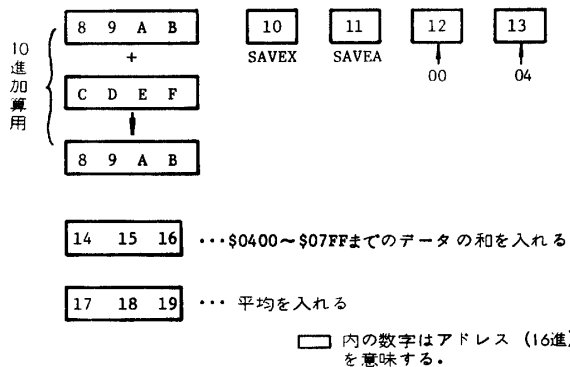 10進加算用
8 9 A B
+
C D E F
8 9 A B
10 11 12 13
SAVEX SAVEA 00 04
14 15 16 …$0400~$07FFまでのデータの和を入れる
17 18 19 … 平均を入れる
内の数字はアドレス (16進)
を意味する.